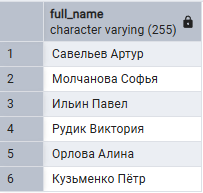 full_name
character varying (255)
1 Савельев Артур
2 Молчанова Софья
3 Ильин Павел
4 Рудик Виктория
5 Орлова Алина
6 Кузьменко Пётр